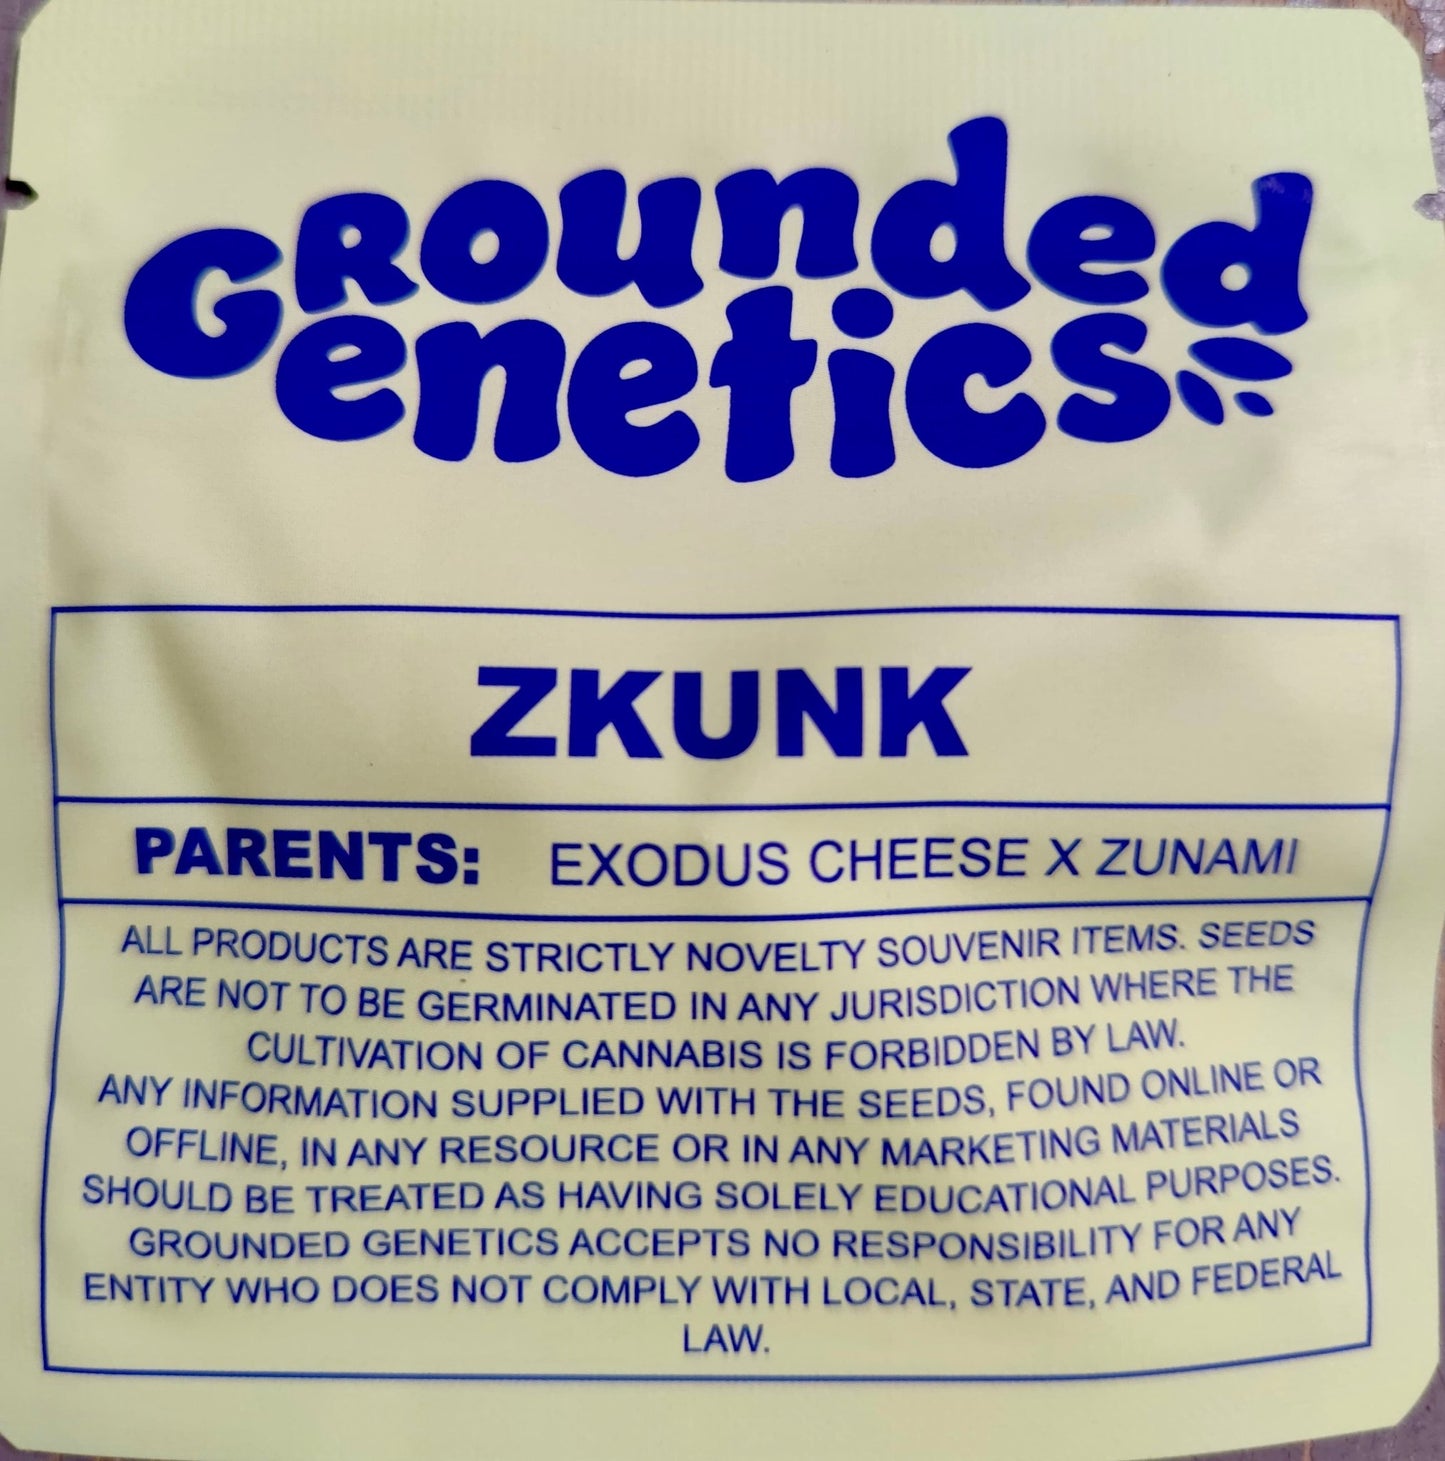 Grounded
Genetics
ZKUNK
PARENTS: EXODUS CHEESE X ZUNAMI
ALL PRODUCTS ARE STRICTLY NOVELTY SOUVENIR ITEMS. SEEDS
ARE NOT TO BE GERMINATED IN ANY JURISDICTION WHERE THE
CULTIVATION OF CANNABIS IS FORBIDDEN BY LAW.
ANY INFORMATION SUPPLIED WITH THE SEEDS, FOUND ONLINE OR
OFFLINE, IN ANY RESOURCE OR IN ANY MARKETING MATERIALS
SHOULD BE TREATED AS HAVING SOLELY EDUCATIONAL PURPOSES.
GROUNDED GENETICS ACCEPTS NO RESPONSIBILITY FOR ANY
ENTITY WHO DOES NOT COMPLY WITH LOCAL, STATE, AND FEDERAL
LAW.